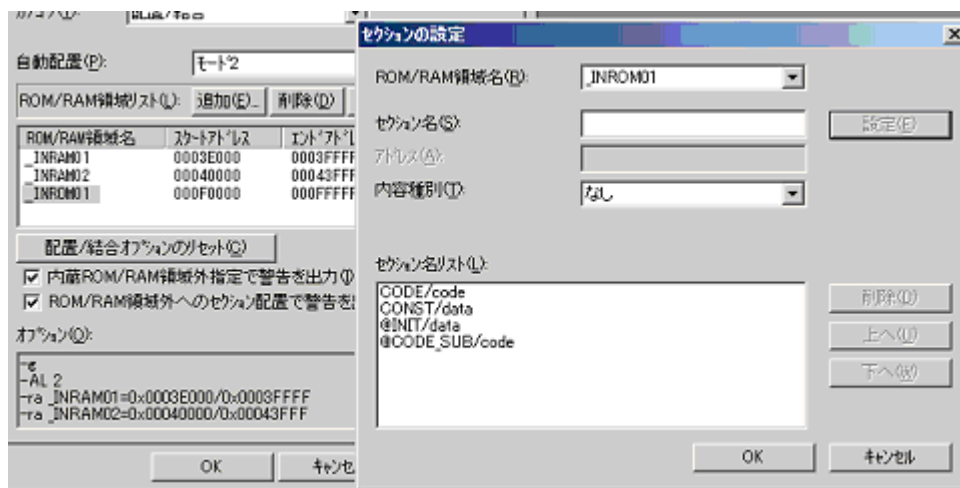 配置/結合
自動配置(P):
モード2
ROM/RAM領域リスト(L):
追加(E)...
削除(D)
ROM/RAM領域名 スタートアドレス エンドアドレ
_INRAM01 0003E000 0003FFFF
_INRAM02 00040000 00043FFF
_INROM01 000F0000 000FFFFF
配置/結合オプションのリセット(C)
内蔵ROM/RAM領域外指定で警告を出力(I)
ROM/RAM領域外へのセクション配置で警告を
オプション(O):
-g
-AL 2
-ra _INRAM01=0x0003E000/0x0003FFFF
-ra _INRAM02=0x00040000/0x00043FFF
OK
キャンセ
セクションの設定
ROM/RAM領域名(R):
_INROM01
セクション名(S):
設定(E)
アドレス(A):
内容種別(T):
なし
セクション名リスト(L):
CODE/code
CONST/data
@INIT/data
@CODE_SUB/code
削除(D)
上へ(U)
下へ(W)
OK
キャンセル